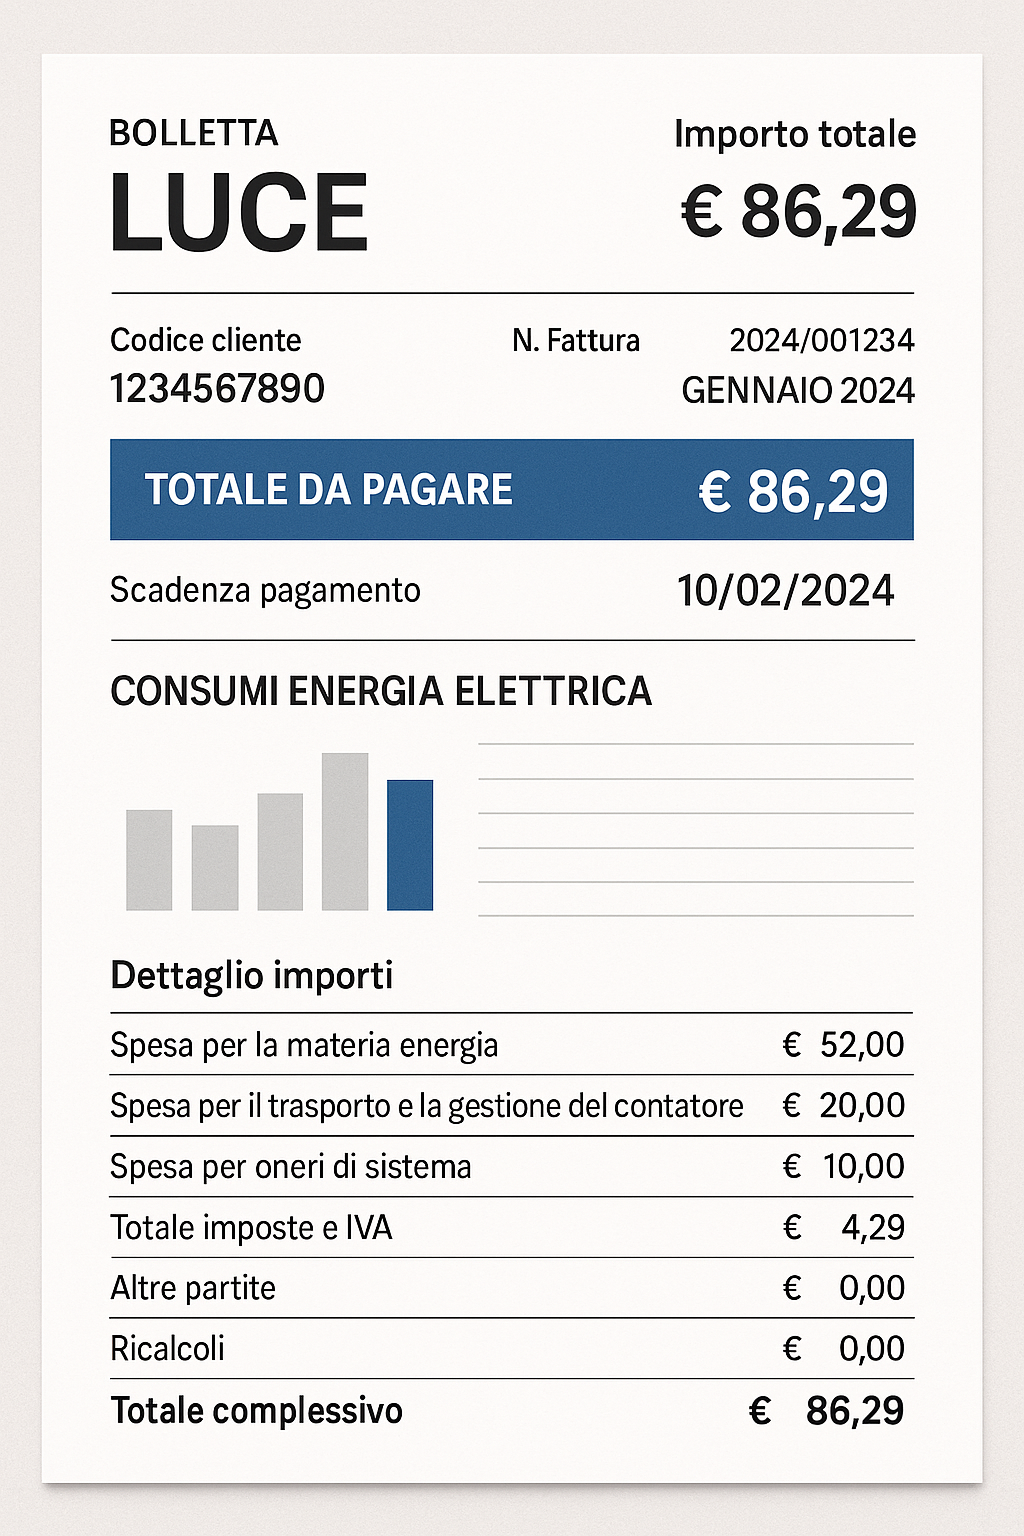 BOLLETTA
LUCE
Importo totale
€ 86,29
Codice cliente
1234567890
N. Fattura 2024/001234
GENNAIO 2024
TOTALE DA PAGARE € 86,29
Scadenza pagamento 10/02/2024
CONSUMI ENERGIA ELETTRICA
Dettaglio importi
Spesa per la materia energia € 52,00
Spesa per il trasporto e la gestione del contatore € 20,00
Spesa per oneri di sistema € 10,00
Totale imposte e IVA € 4,29
Altre partite € 0,00
Ricalcoli € 0,00
Totale complessivo € 86,29